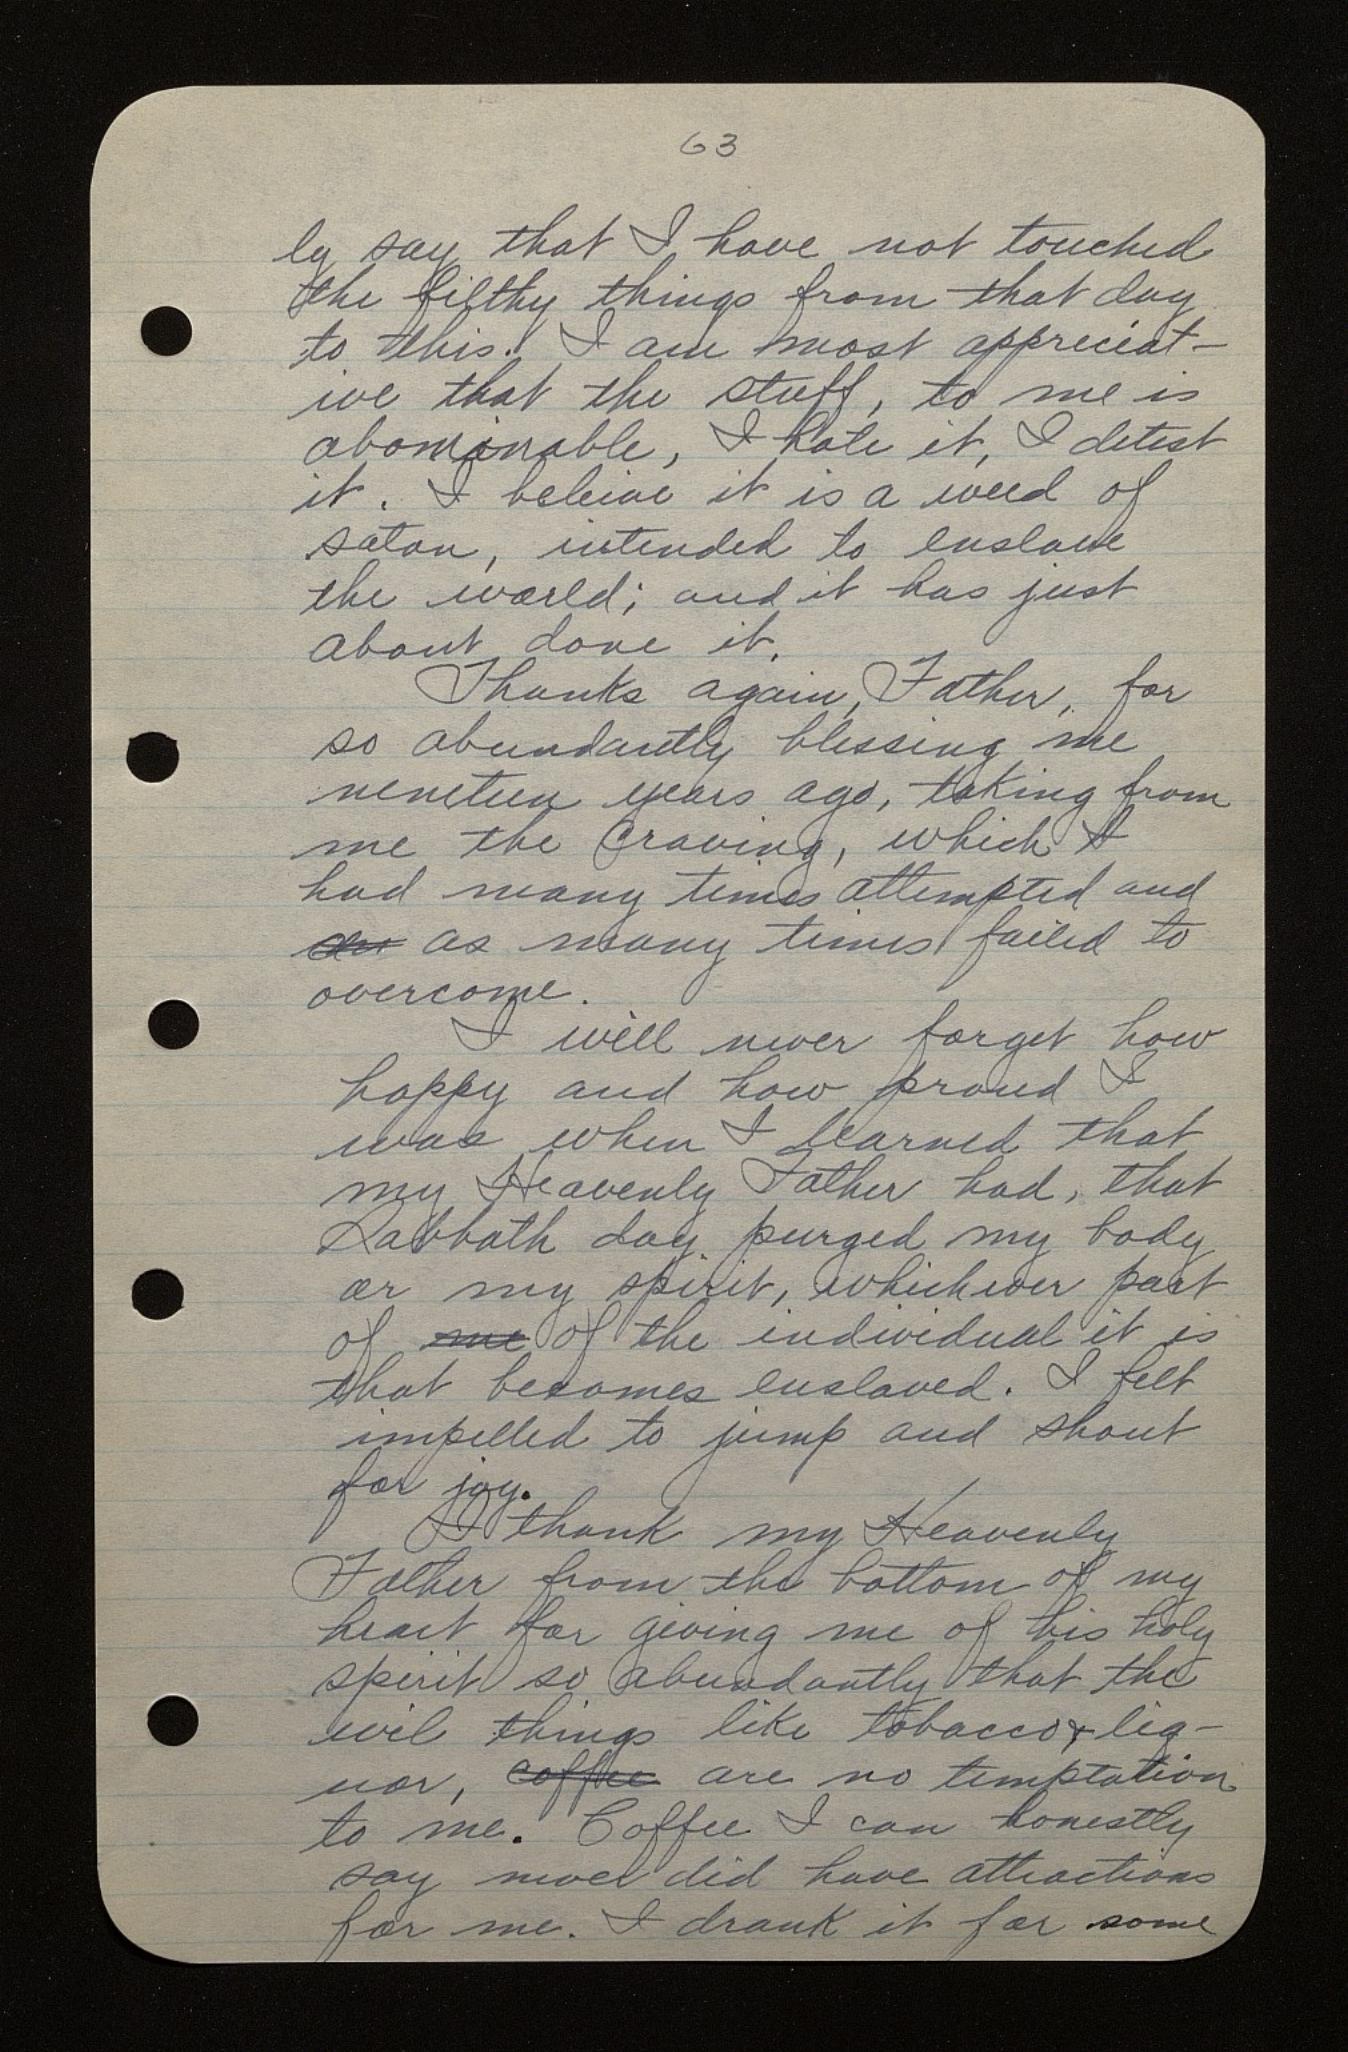 63
ly say that I have not touched
the filthy things from that day
to this. I am most appreciat-
ive that the stuff, to me is
abominable, I hate it, I detest
it. I beleive it is a weed of
satan, intended to enslave
the world; and it has just
about done it.
Thanks again, Father, for
so abundantly blessing me
nineteen years ago, taking from
me the craving, which I
had many times attempted and
as many times failed to
overcome.
I will never forget how
happy and how proud I
was when I learned that
my Heavenly Father had, that
Sabbath day purged my body
or my spirit, whichever part
of me of the individual it is
that becomes enslaved. I felt
impelled to jump and shout
for joy.
I thank my Heavenly
Father from the bottom of my
heart for giving me of his holy
spirit so abundantly that the
evil things like tobacco & liq-
uor, coffee are no temptation
to me. Coffee I can honestly
say never did have attractions
for me. I drank it for some